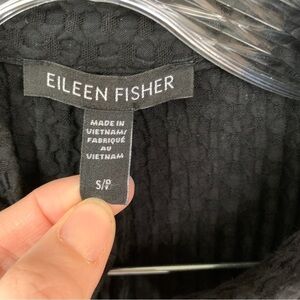 EILEEN FISHER
MADE IN
VIETNAM/
FABRIQUÉ
AU
VIETNAM
S/P